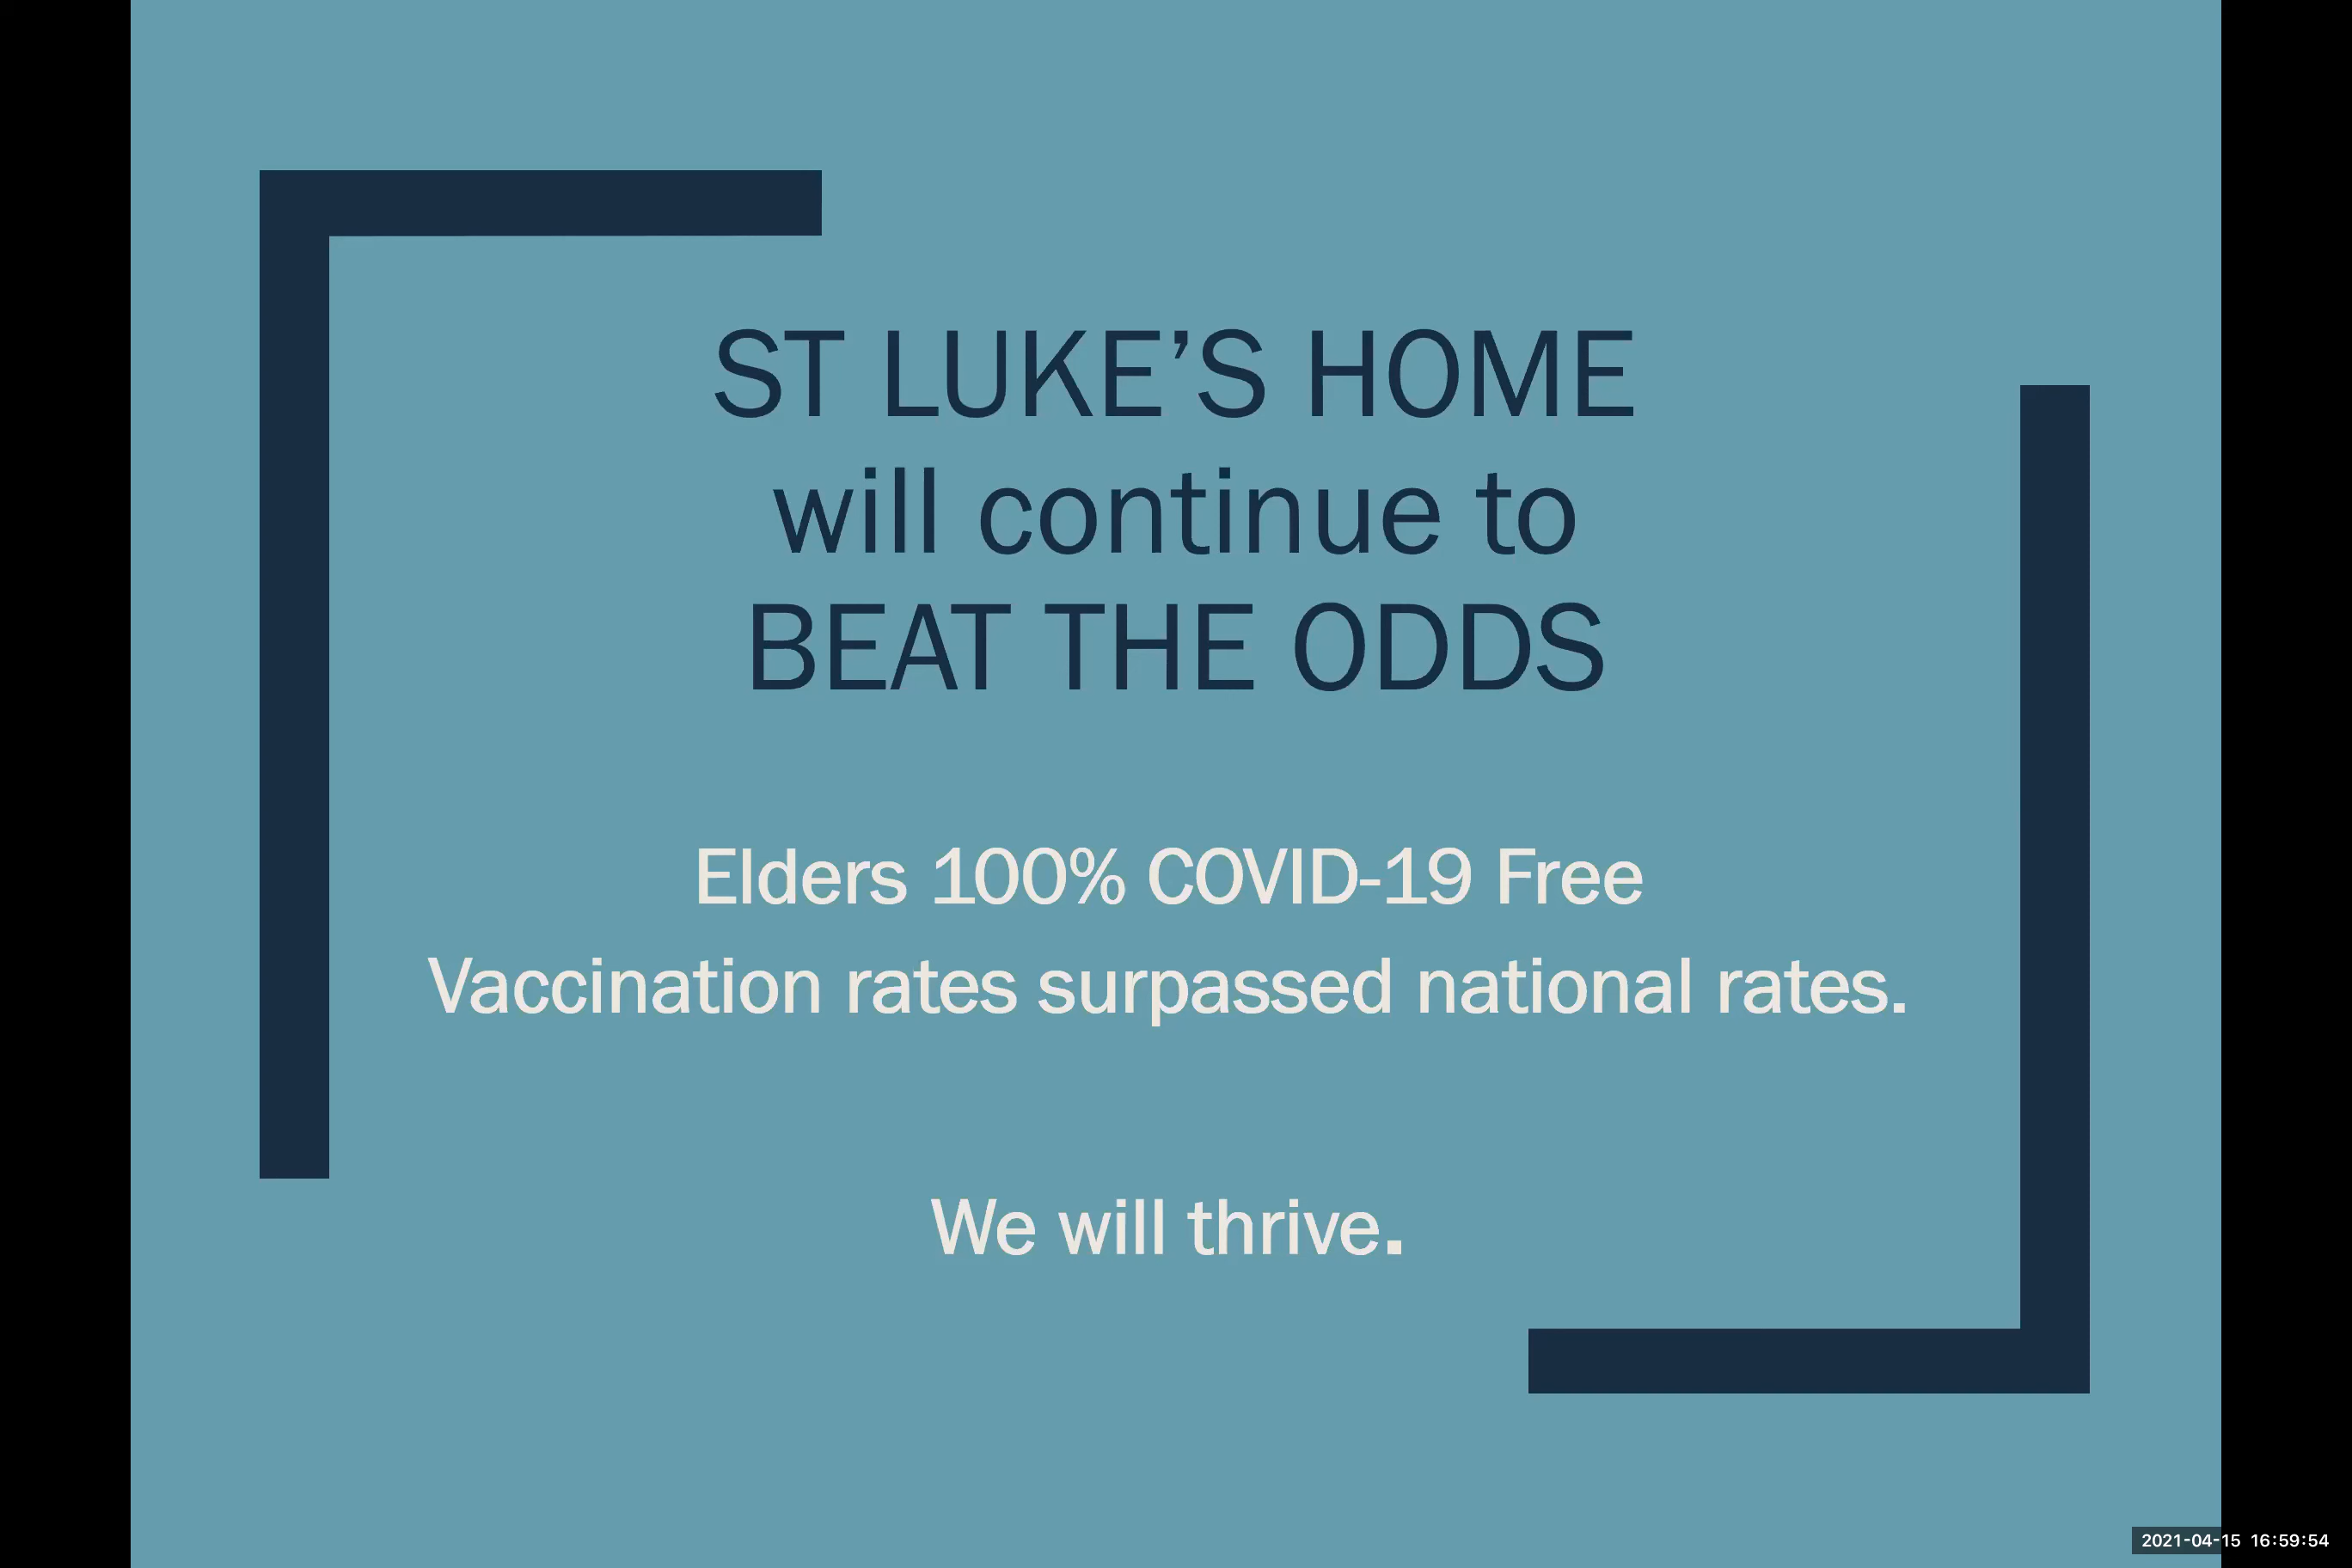 ST LUKE’S HOME
will continue to
BEAT THE ODDS
Elders 100% COVID-19 Free
Vaccination rates surpassed national rates.
We will thrive.
2021-04-15 16:59:54